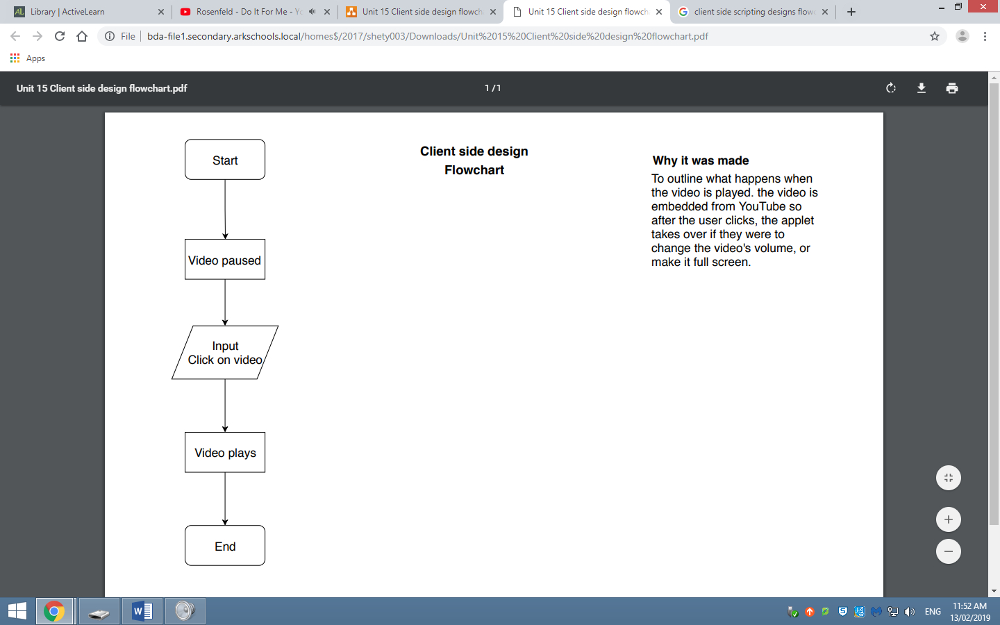 Library | ActiveLearn
Rosenfeld - Do It For Me - Yo
Unit 15 Client side design flowch
Unit 15 Client side design flowch
client side scripting designs flow
File
bda-file1.secondary.arkschools.local/homes$/2017/shety003/Downloads/Unit%2015%20Client%20side%20design%20flowchart.pdf
Apps
Unit 15 Client side design flowchart.pdf
1 / 1
Client side design
Flowchart
Why it was made
To outline what happens when
the video is played. the video is
embedded from YouTube so
after the user clicks, the applet
takes over if they were to
change the video's volume, or
make it full screen.
Start
Video paused
Input
Click on video
Video plays
End
ENG
11:52 AM
13/02/2019